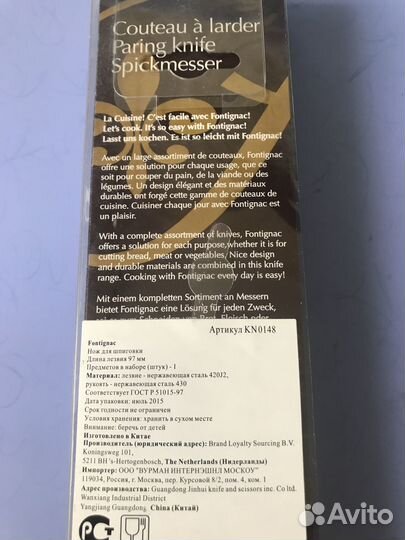 Couteau à larder
Paring knife
Spickmesser
La Cuisine! C'est facile avec Fontignac!
Let's cook. It's so easy with Fontignac!
Lasst uns kochen. Es ist so leicht mit Fontignac!
Avec un large assortiment de couteaux, Fontignac
offre une solution pour chaque usage, que ce
soit pour couper du pain, de la viande ou des
légumes. Un design élégant et des matériaux
durables ont forgé cette gamme de couteaux de
cuisine. Cuisiner chaque jour avec Fontignac est
un plaisir.
With a complete assortment of knives, Fontignac
offers a solution for each purpose, whether it is for
cutting bread, meat or vegetables. Nice design
and durable materials are combined in this knife
range. Cooking with Fontignac every day is easy!
Mit einem kompletten Sortiment an Messern
bietet Fontignac eine Lösung für jeden Zweck,
sei es zum Schneiden von Brot, Fleisch oder
Артикул KN0148
Fontignac
Нож для шпиговки
Длина лезвия 97 мм
Предметов в наборе (штук) - 1
Материал: лезвие - нержавеющая сталь 420J2,
рукоять - нержавеющая сталь 430
Соответствует ГОСТ Р 51015-97
Дата упаковки: июль 2015
Срок годности не ограничен
Условия хранения: хранить в сухом месте
Внимание: беречь от детей
Изготовлено в Китае
Производитель (юридический адрес): Brand Loyalty Sourcing B.V.
Koningsweg 101,
5211 BH 's-Hertogenbosch, The Netherlands (Нидерланды)
Импортер: ООО "ВУРМАН ИНТЕРНЭШНЛ МОСКОУ"
119034, Россия, г. Москва, пер. Курсовой 8/2, пом. 4, ком. 1
Адрес производства: Guangdong Jinhui knife and scissors inc. Co ltd.
Wanxiang Industrial District
Yangjiang Guangdong China (Китай)
РСТ
Avito